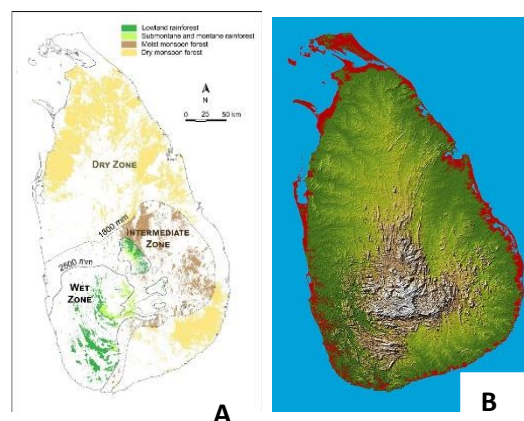 Lowland rainforest
Submontane and montane rainforest
Moist monsoon forest
Dry monsoon forest
N
0 25 50 km
DRY ZONE
1800 mm
INTERMEDIATE
ZONE
2500 mm
WET
ZONE
A
B